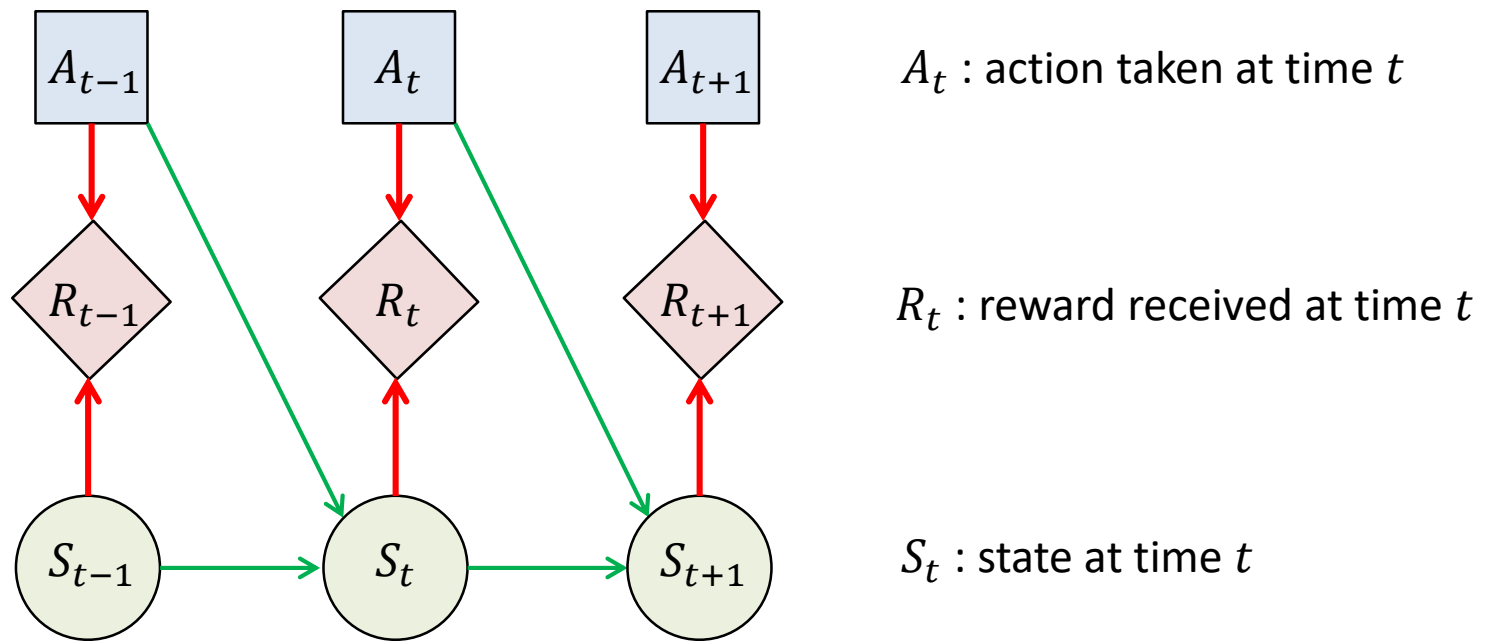 A_{t−1} A_t A_{t+1} A_t : action taken at time t
R_{t−1} R_t R_{t+1} R_t : reward received at time t
S_{t−1} S_t S_{t+1} S_t : state at time t